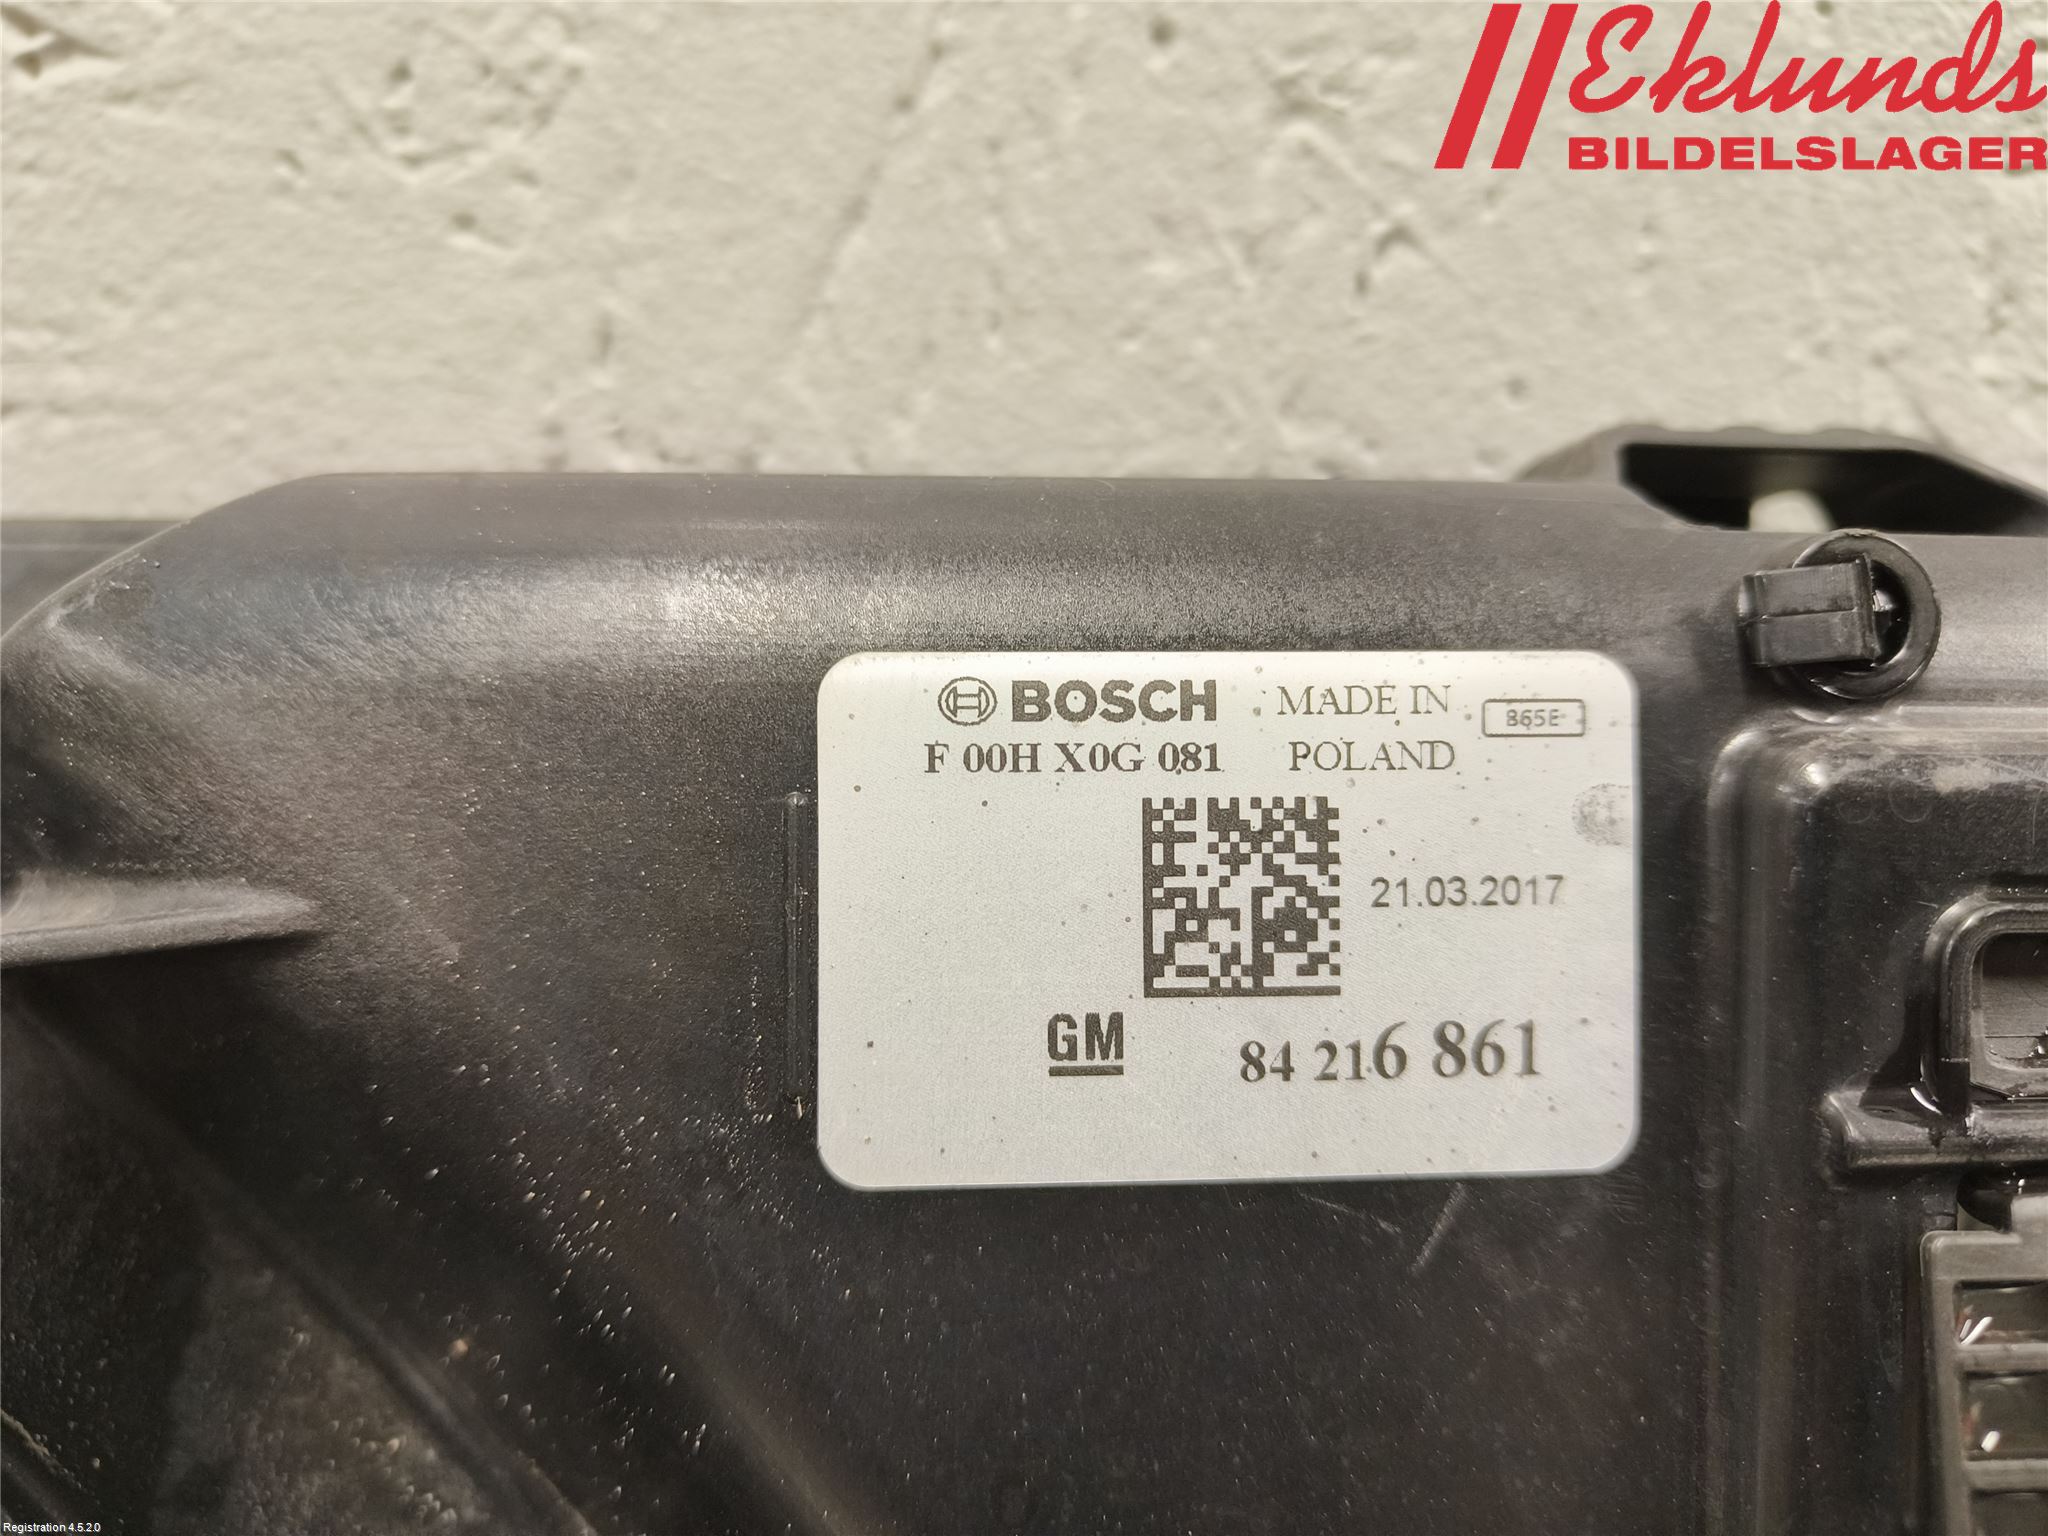 Eklunds
BILDELSLAGER
BOSCH MADE IN 865E
F 00H X0G 081 POLAND
21.03.2017
GM 84 216 861
Registration 4.5.2.0